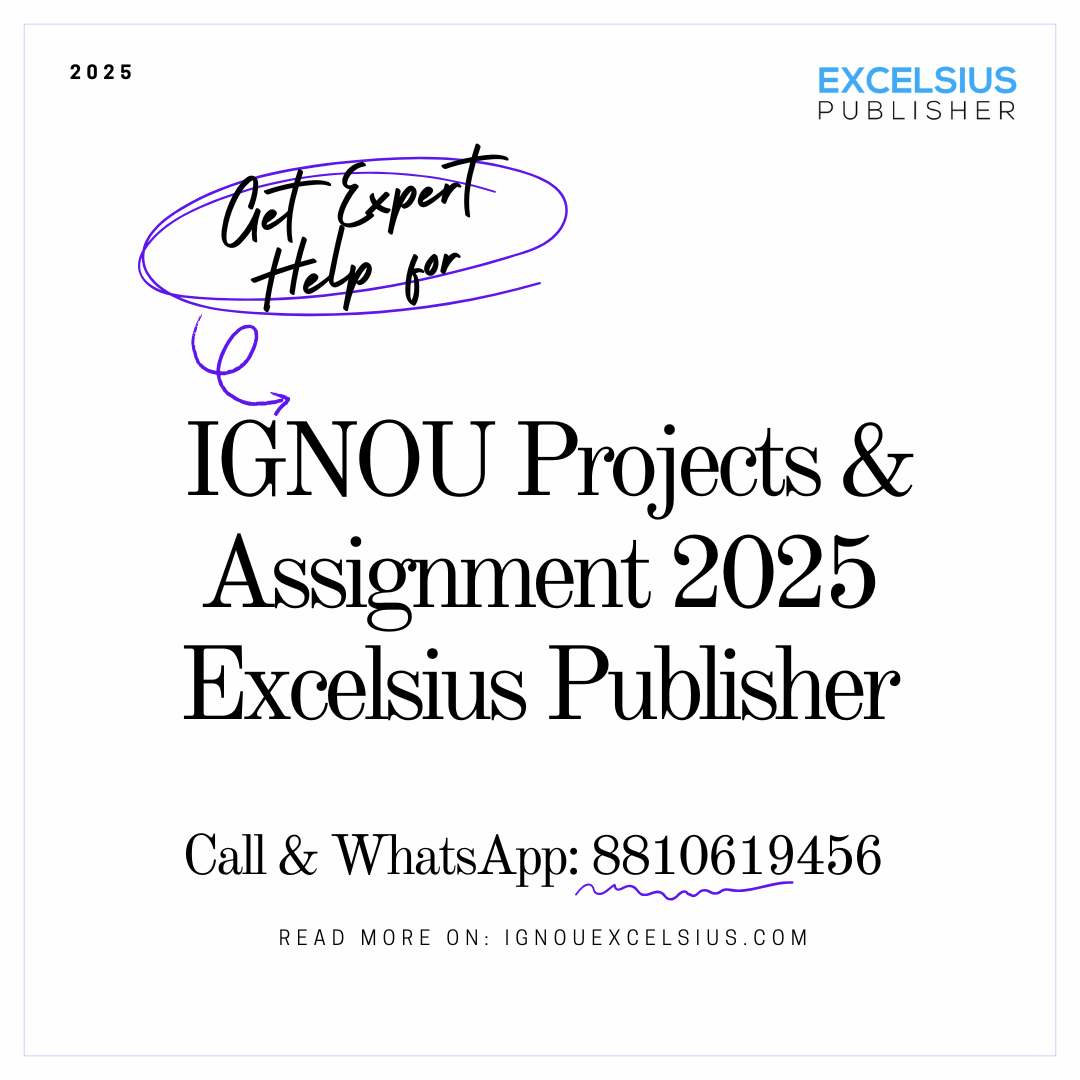 2025
EXCELSIUS
PUBLISHER
Get Expert
Help for
IGNOU Projects &
Assignment 2025
Excelsius Publisher
Call & WhatsApp: 8810619456
READ MORE ON: IGNOUEXCELSIUS.COM